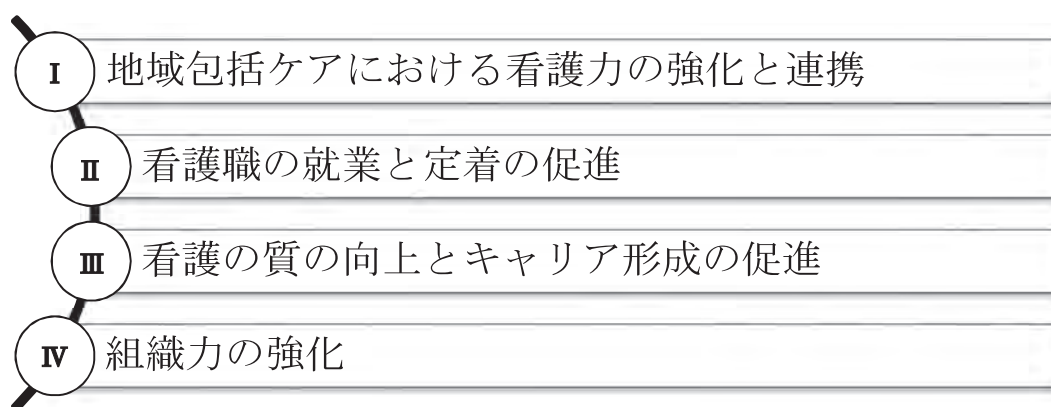 Ⅰ 地域包括ケアにおける看護力の強化と連携
Ⅱ 看護職の就業と定着の促進
Ⅲ 看護の質の向上とキャリア形成の促進
Ⅳ 組織力の強化